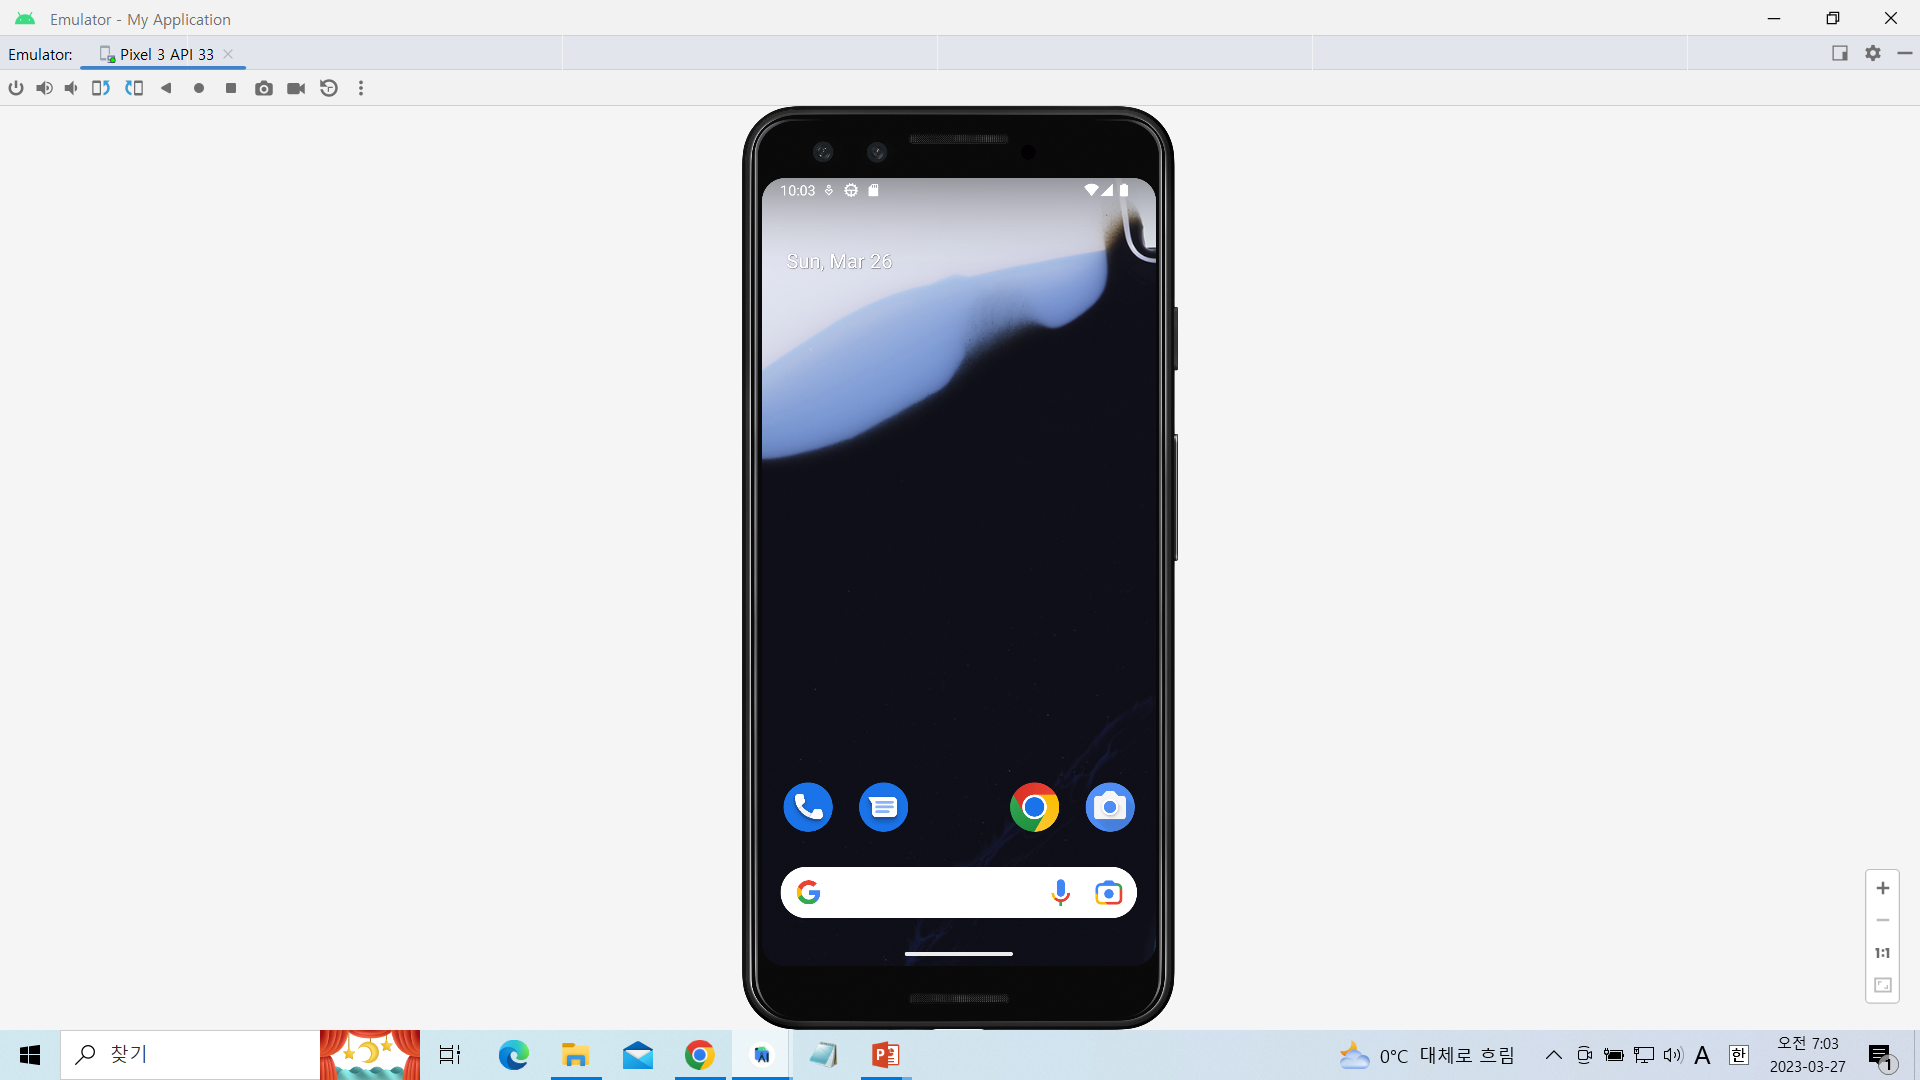 Emulator - My Application
Emulator:
Pixel 3 API 33
10:03
Sun, Mar 26
1:1
찾기
0°C 대체로 흐림
A
한
오전 7:03
2023-03-27
1